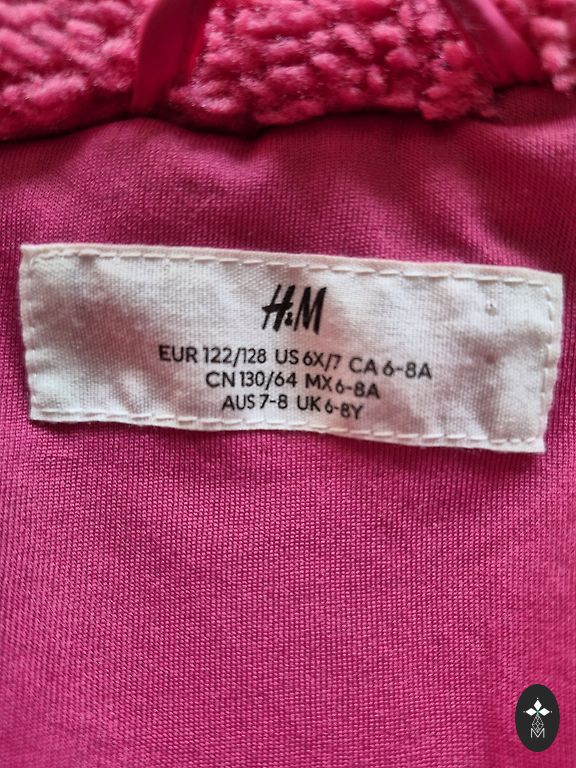 H&M
EUR 122/128 US 6X/7 CA 6-8A
CN 130/64 MX 6-8A
AUS 7-8 UK 6-8Y
M